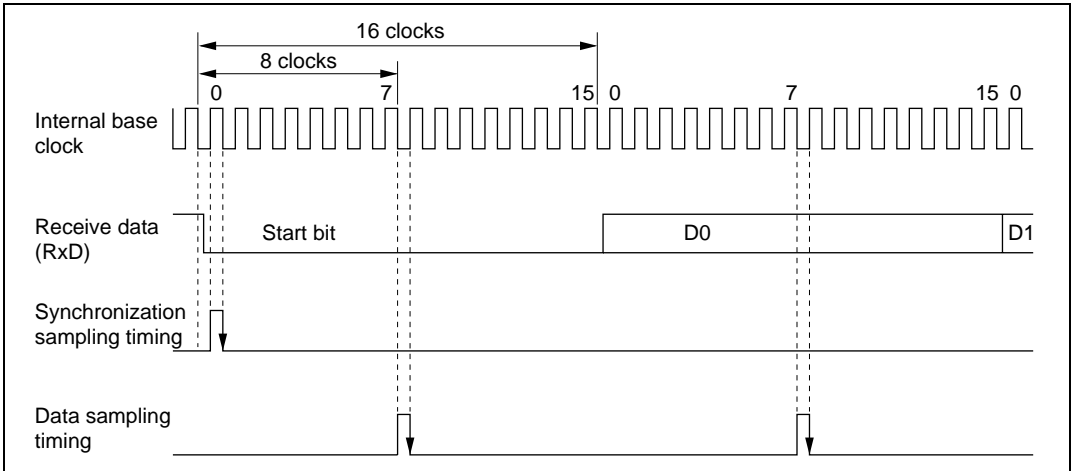 16 clocks
8 clocks
0 7 15 0 7 15 0
Internal base
clock
Receive data
(RxD)
Start bit D0 D1
Synchronization
sampling timing
Data sampling
timing